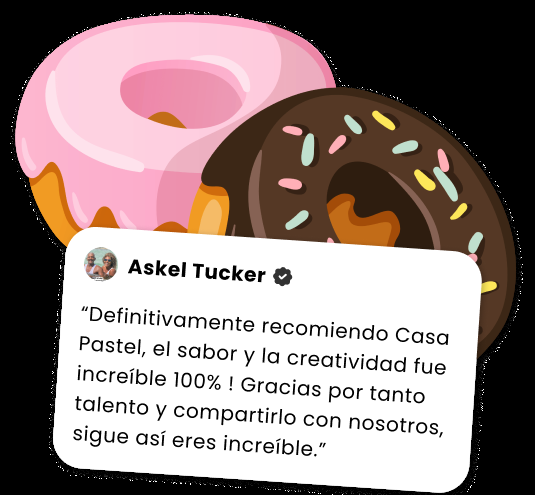 Askel Tucker
“Definitivamente recomiendo Casa
Pastel, el sabor y la creatividad fue
increíble 100% ! Gracias por tanto
talento y compartirlo con nosotros,
sigue así eres increíble.”